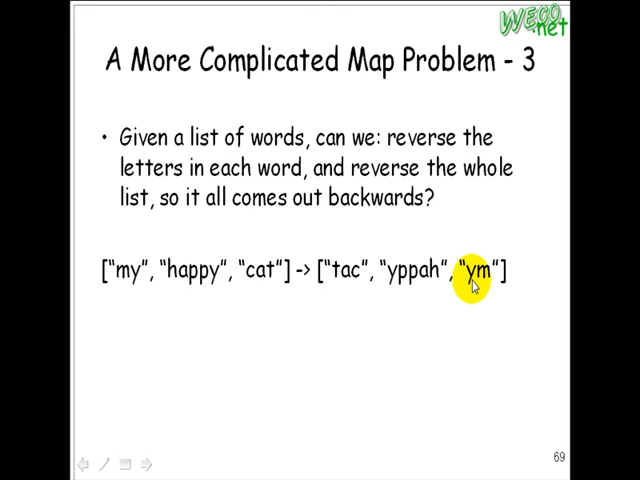 WECO
.net
A More Complicated Map Problem - 3
• Given a list of words, can we: reverse the
letters in each word, and reverse the whole
list, so it all comes out backwards?
["my", "happy", "cat"] -> ["tac", "yppah", "ym"]
69